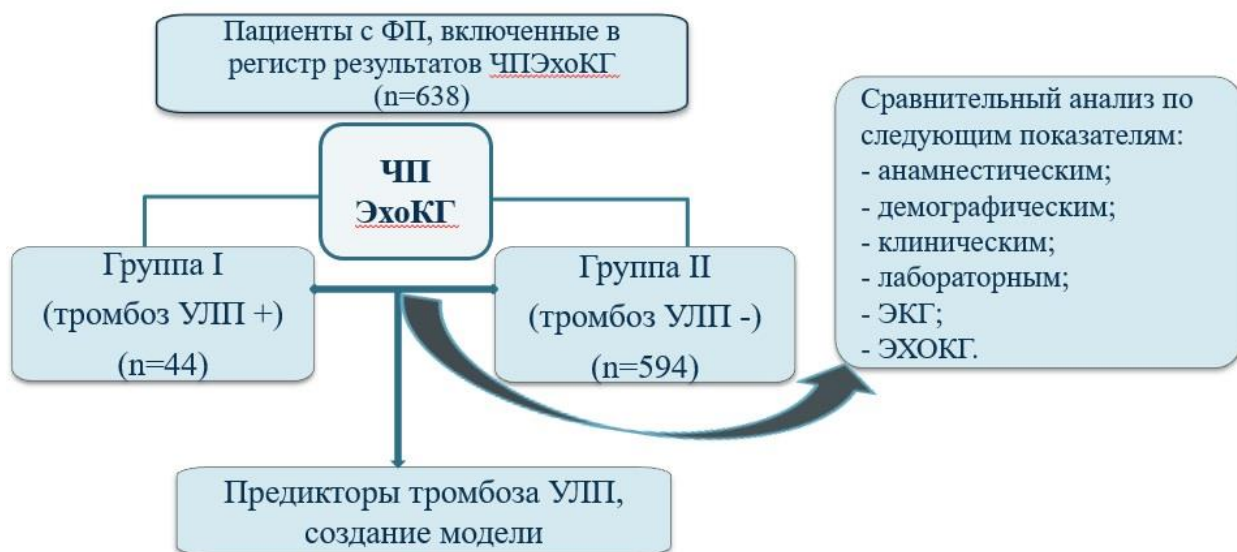 Пациенты с ФП, включенные в
регистр результатов ЧПЭхоКГ
(n=638)
ЧП
ЭхоКГ
Группа I
(тромбоз УЛП +)
(n=44)
Группа II
(тромбоз УЛП -)
(n=594)
Сравнительный анализ по
следующим показателям:
- анамнестическим;
- демографическим;
- клиническим;
- лабораторным;
- ЭКГ;
- ЭХОКГ.
Предикторы тромбоза УЛП,
создание модели